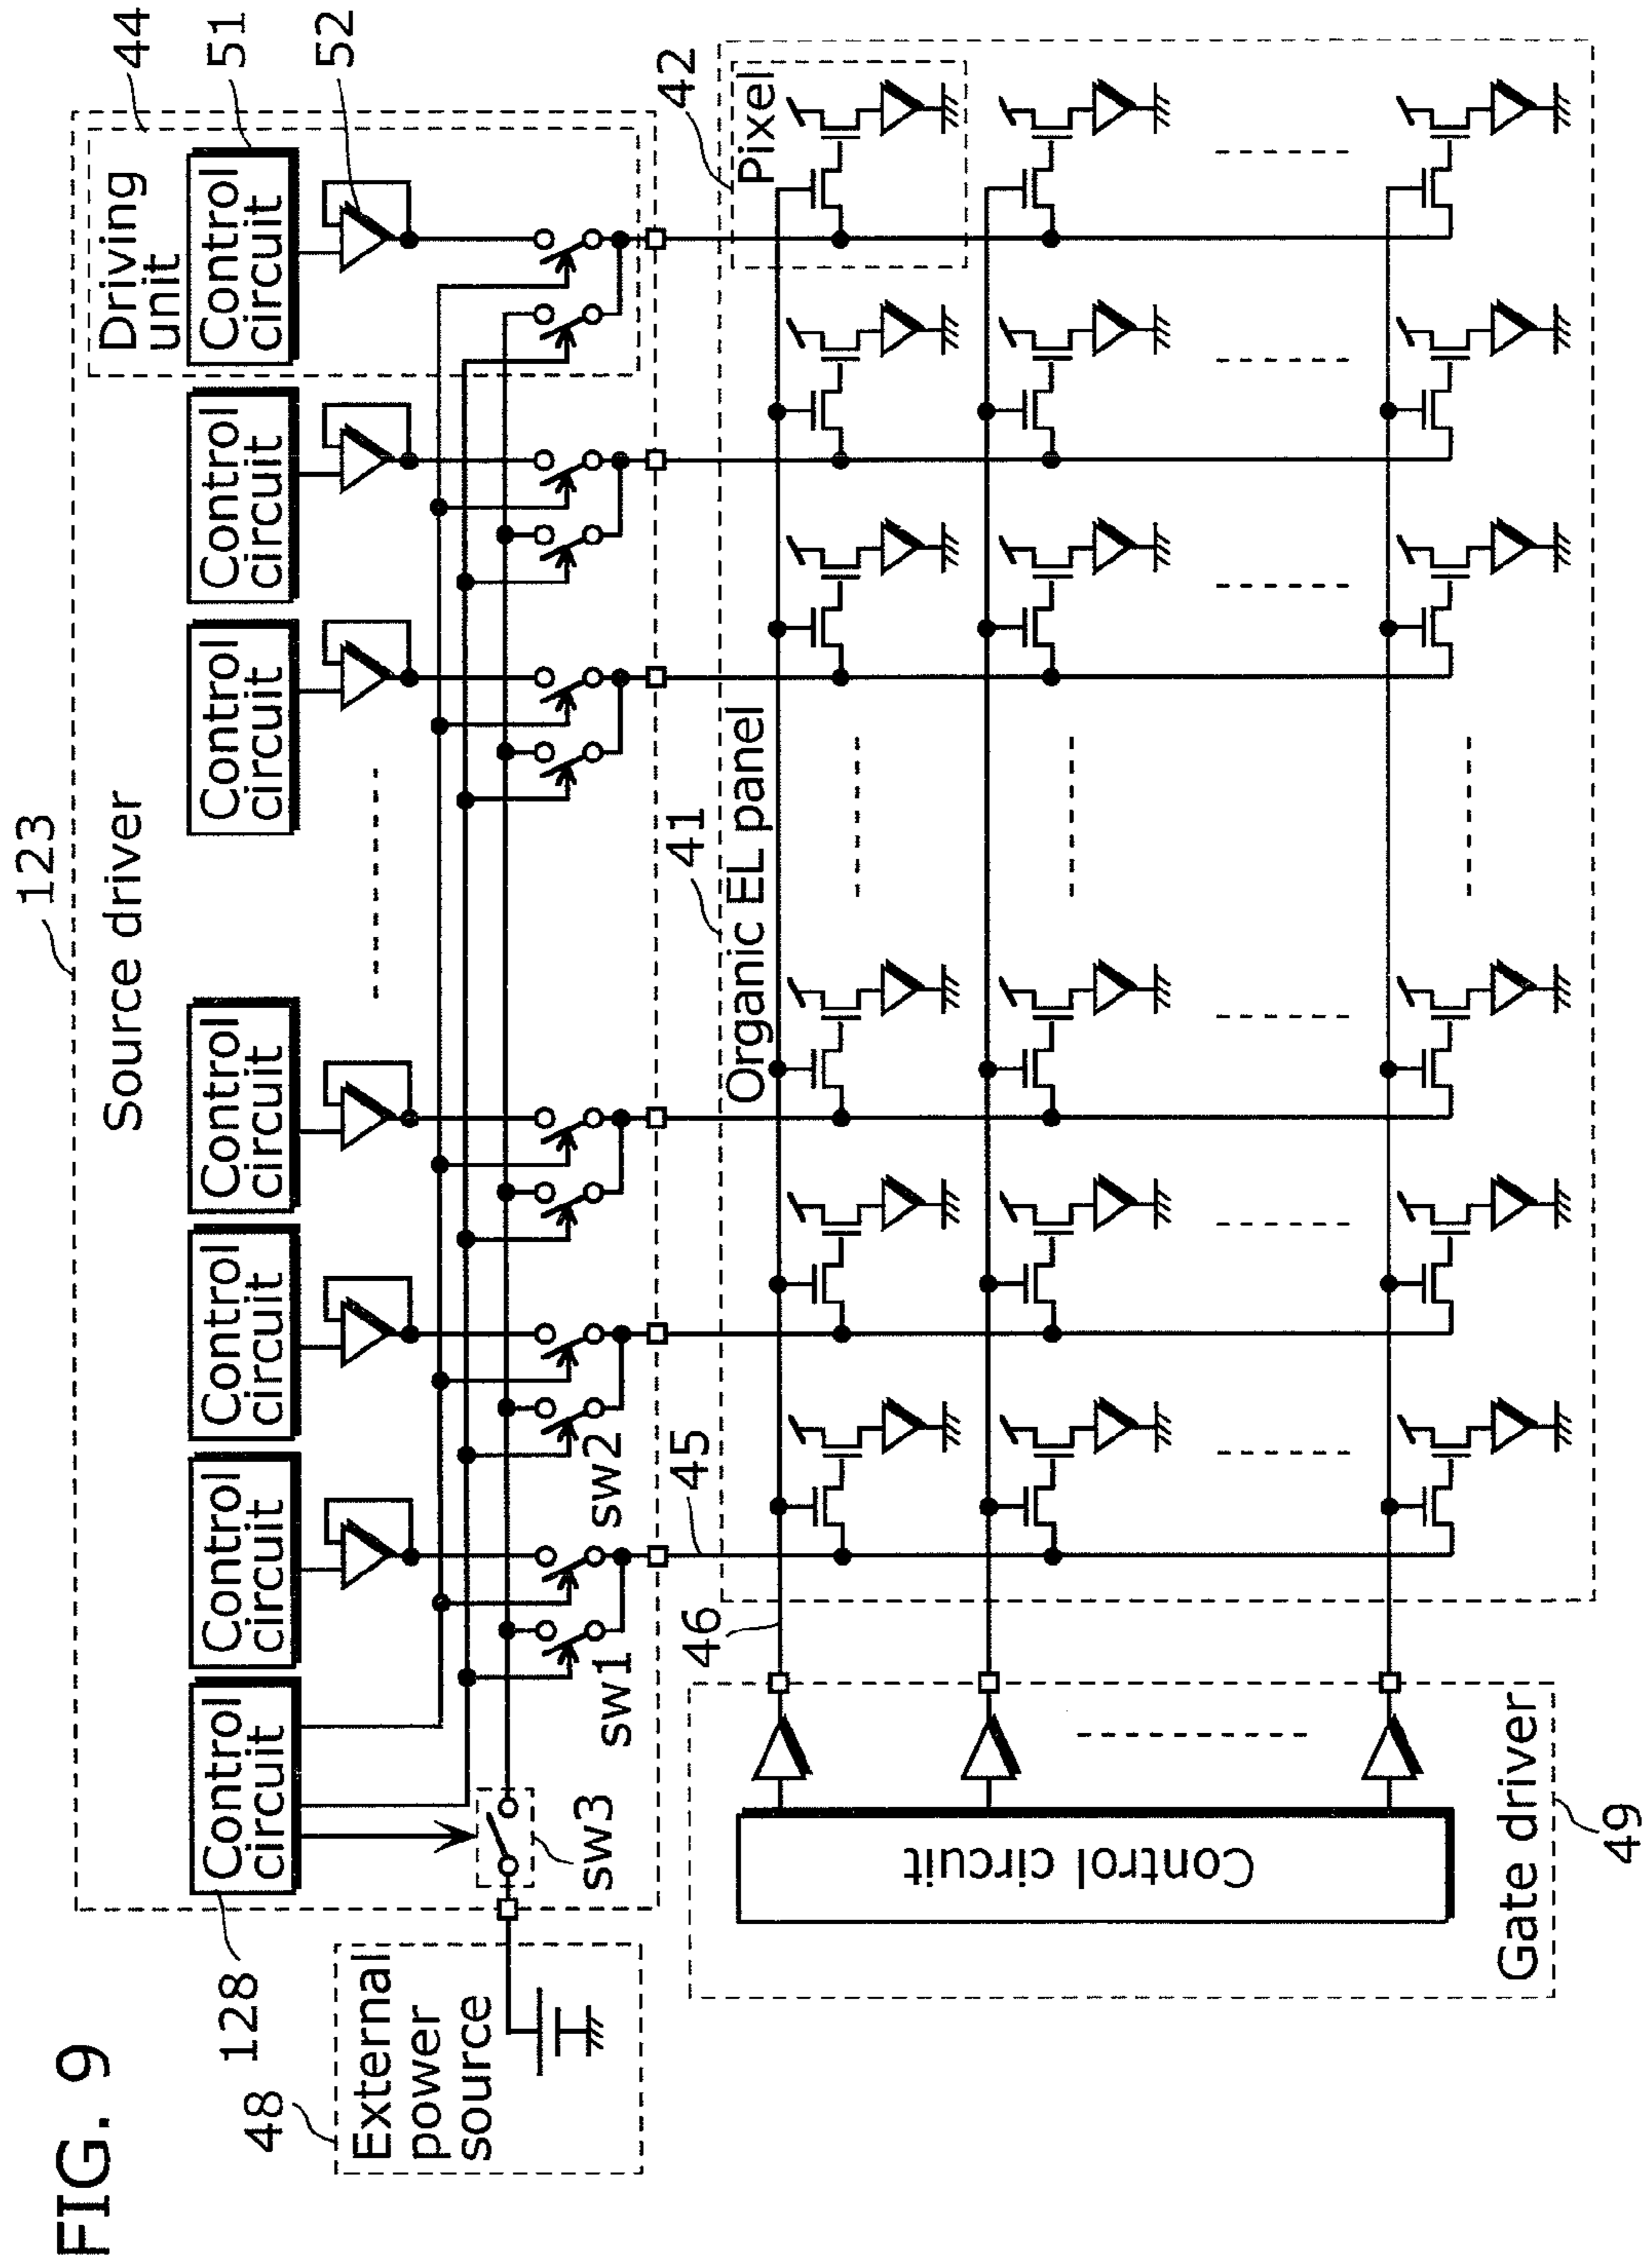 FIG. 9
123
Source driver
128
Control
circuit
Control
circuit
Control
circuit
Control
circuit
Control
circuit
Control
circuit
Driving
unit
Control
circuit
44
51
52
48
External
power
source
sw3
sw1
sw2
45
46
41
Organic EL panel
42
Pixel
Control circuit
Gate driver
49